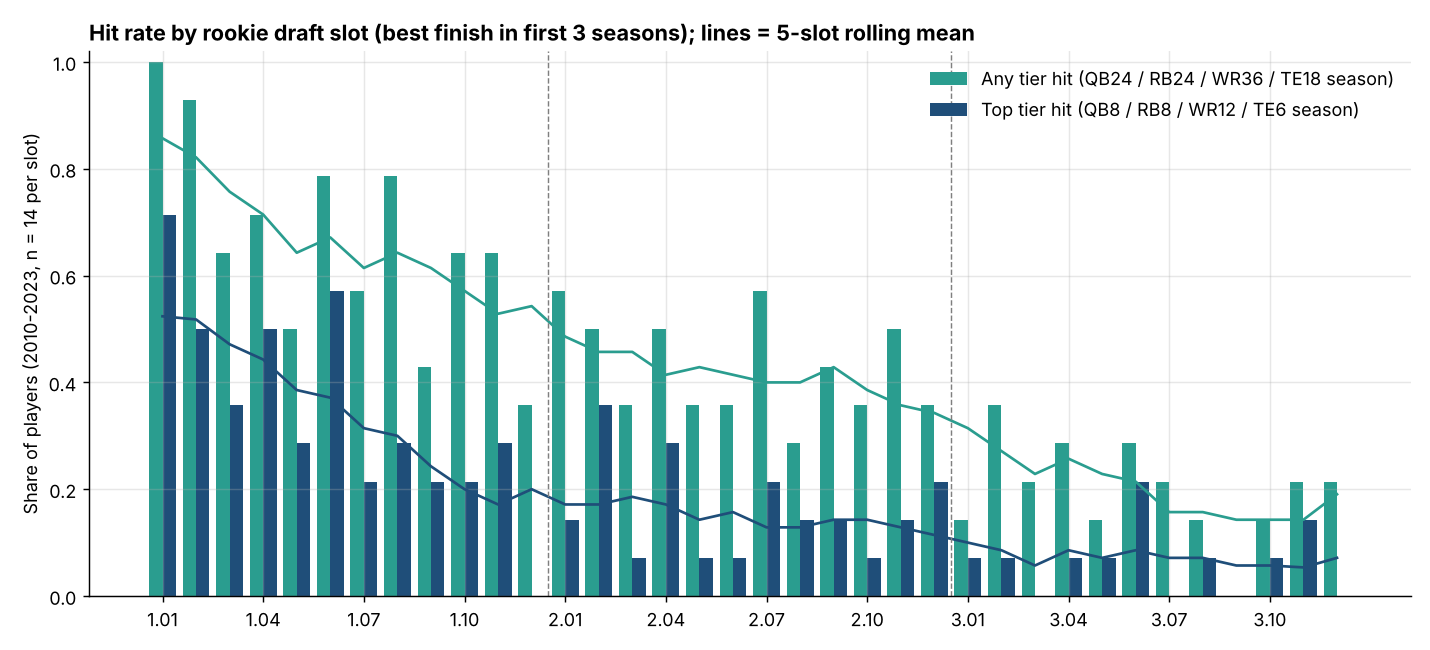 Hit rate by rookie draft slot (best finish in first 3 seasons); lines = 5-slot rolling mean
Any tier hit (QB24 / RB24 / WR36 / TE18 season)
Top tier hit (QB8 / RB8 / WR12 / TE6 season)
Share of players (2010-2023, n = 14 per slot)
1.0
0.8
0.6
0.4
0.2
0.0
1.01 1.04 1.07 1.10 2.01 2.04 2.07 2.10 3.01 3.04 3.07 3.10